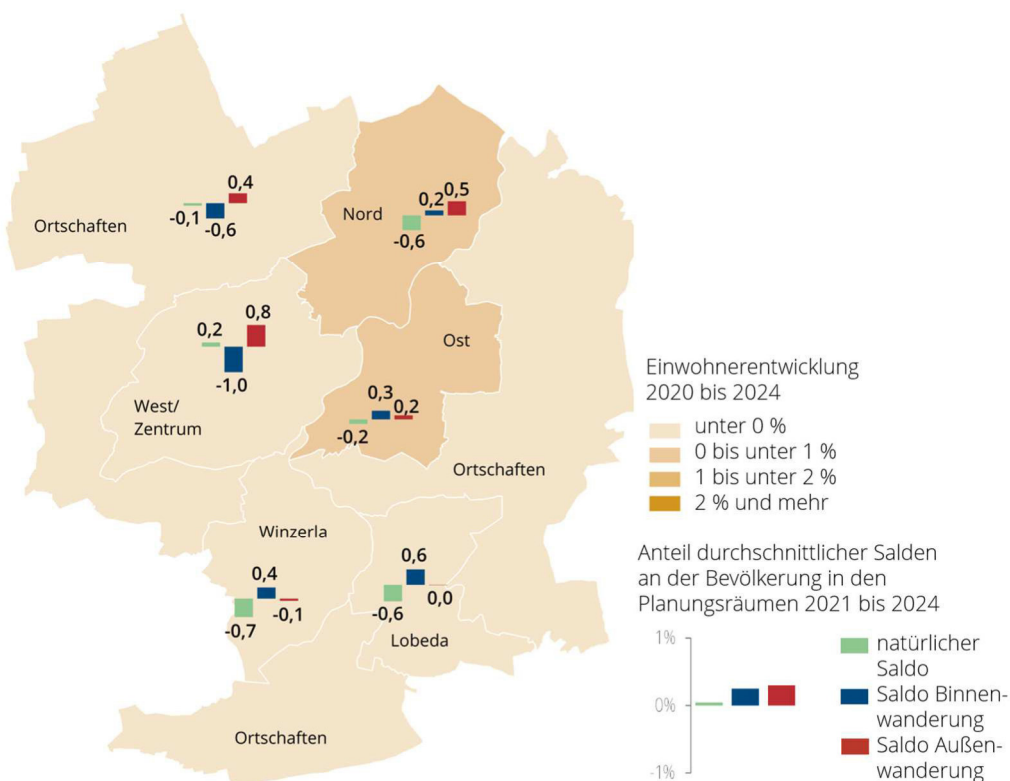 Ortschaften
-0,1
-0,6
0,4
Nord
-0,6
0,2
0,5
West/
Zentrum
0,2
-1,0
0,8
Ost
-0,2
0,3
0,2
Ortschaften
Winzerla
-0,7
0,4
-0,1
Lobeda
-0,6
0,6
0,0
Ortschaften
Einwohnerentwicklung
2020 bis 2024
unter 0 %
0 bis unter 1 %
1 bis unter 2 %
2 % und mehr
Anteil durchschnittlicher Salden
an der Bevölkerung in den
Planungsräumen 2021 bis 2024
1%
0%
-1%
natürlicher
Saldo
Saldo Binnen-
wanderung
Saldo Außen-
wanderung